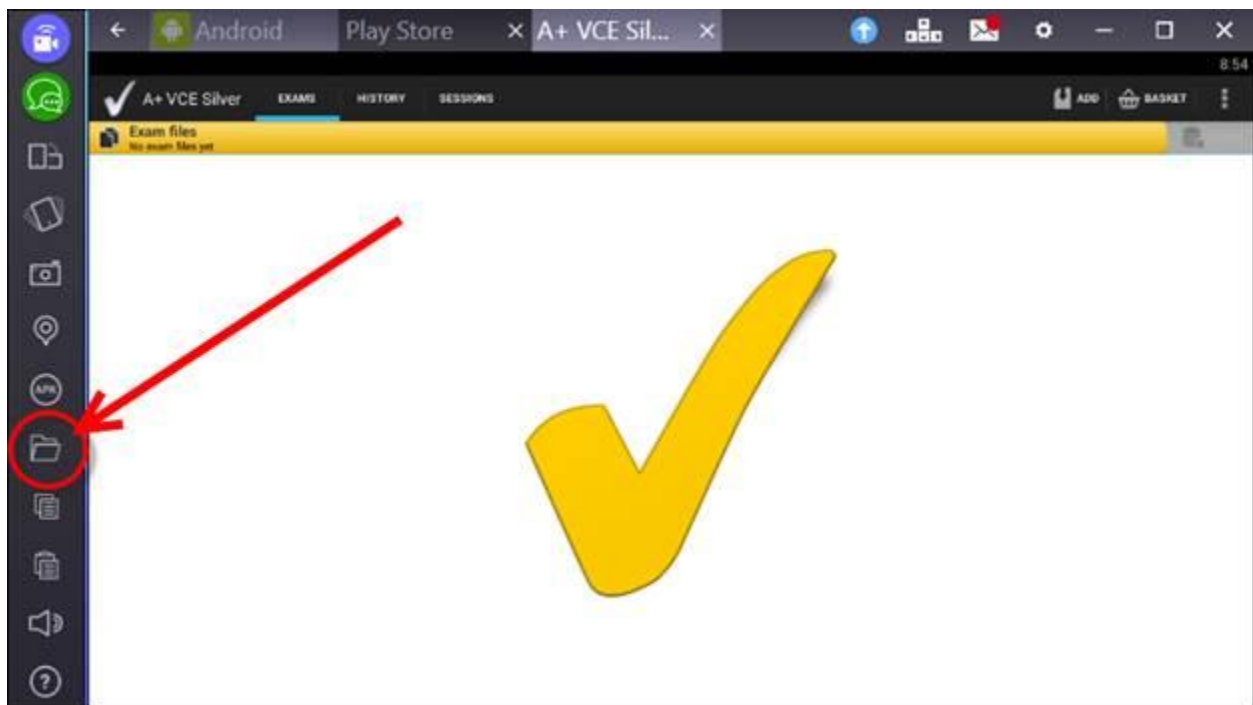 Android Play Store A+ VCE Sil...
8:54
A+ VCE Silver EXAMS HISTORY SESSIONS ADD BASKET
Exam files
No exam files yet
APK